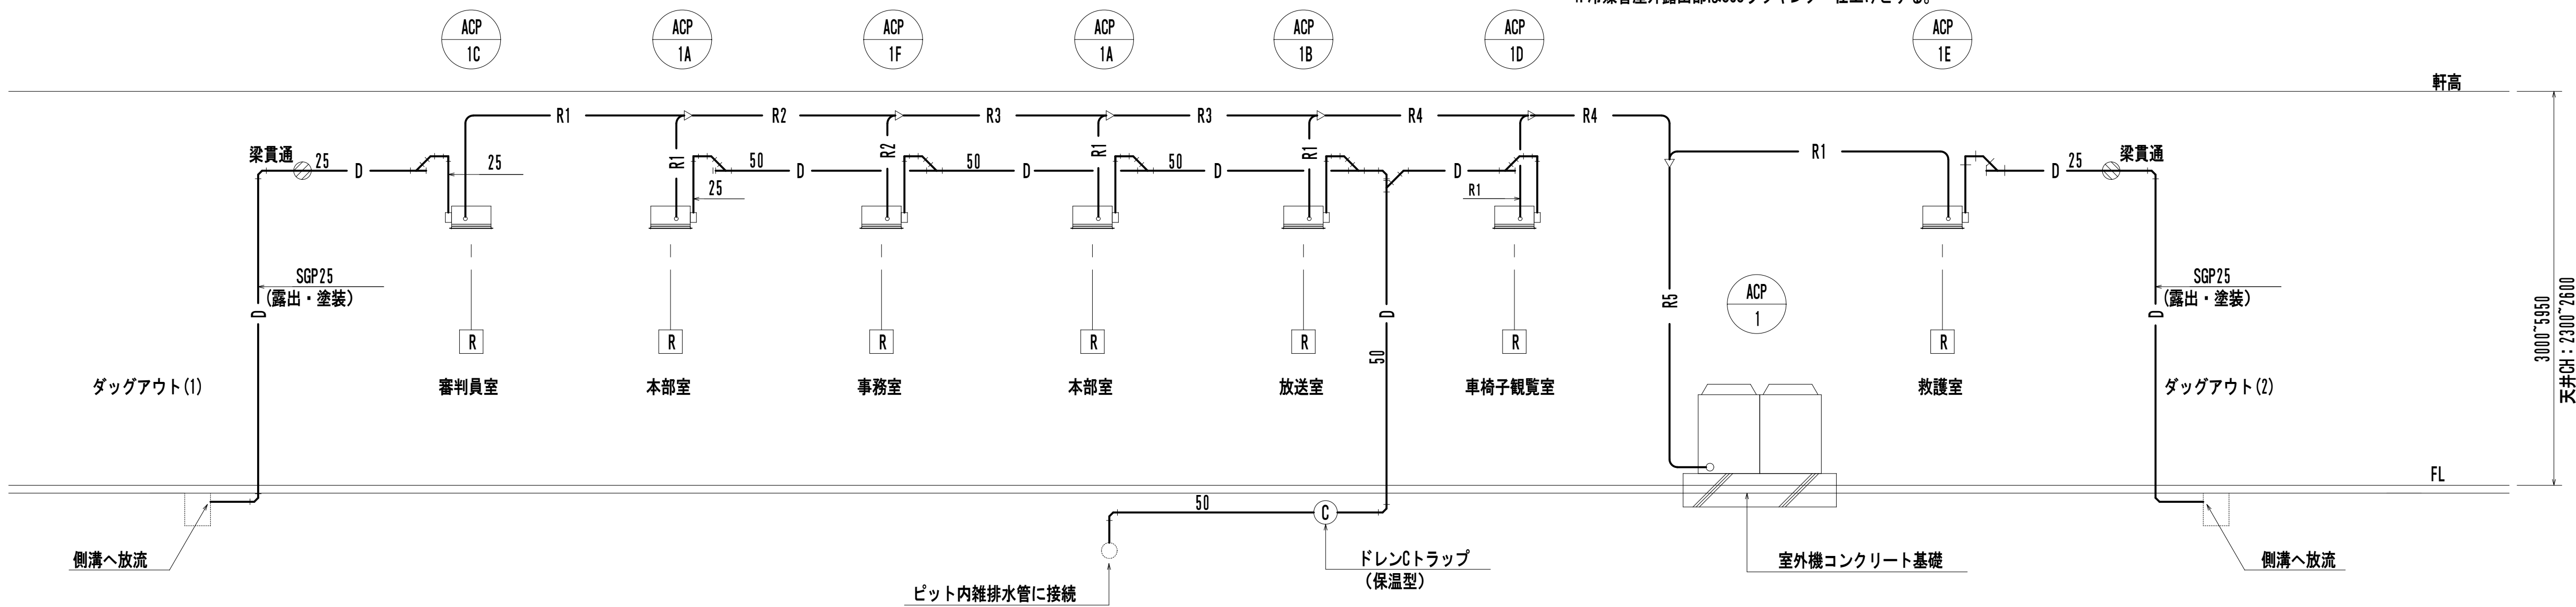 ACP
1C
ACP
1A
ACP
1F
ACP
1A
ACP
1B
ACP
1D
ACP
1E
軒高
R1
R2
R3
R3
R4
R4
梁貫通
25
D
25
R1
25
50
D
R2
50
D
R1
50
D
R1
D
R1
R1
D
25
梁貫通
SGP25
(露出・塗装)
D
R5
ACP
1
SGP25
(露出・塗装)
D
3000~5950
天井CH：2300~2600
R
R
R
R
R
R
R
D
50
ダッグアウト(1)
審判員室
本部室
事務室
本部室
放送室
車椅子観覧室
救護室
ダッグアウト(2)
FL
50
C
側溝へ放流
ドレンCトラップ
(保温型)
室外機コンクリート基礎
側溝へ放流
ピット内雑排水管に接続